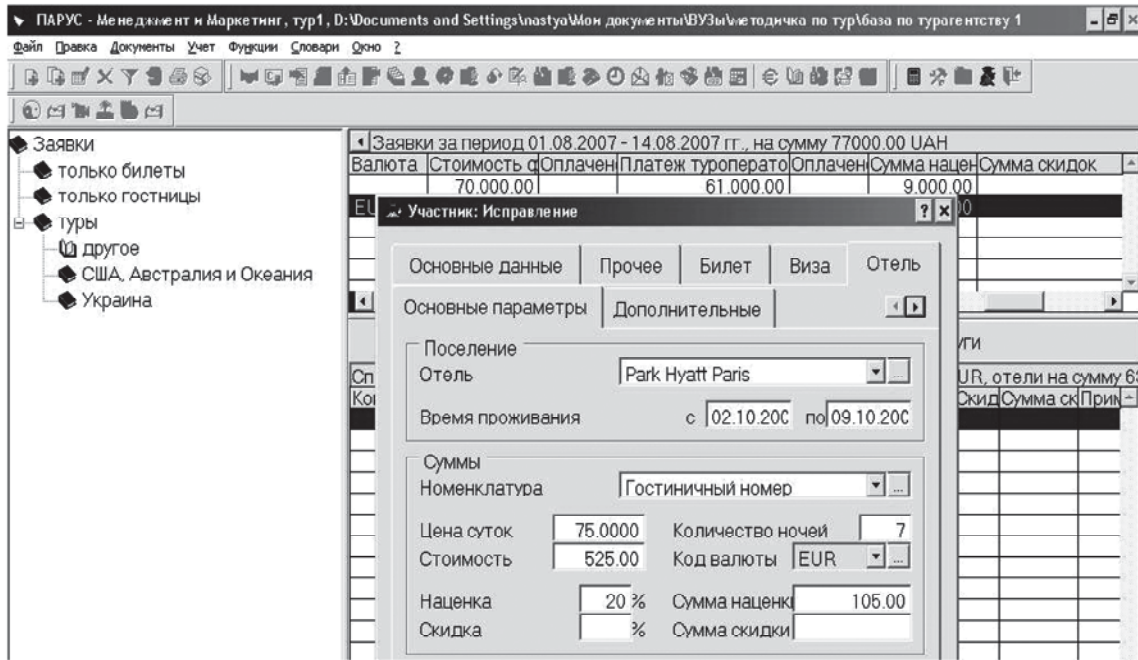 ПАРУС - Менеджмент и Маркетинг, тур1, D:\Documents and Settings\nastya\Мои документы\ВУЗы\методичка по тур\база по турагентству 1
Файл Правка Документы Учет Функции Словари Окно ?
Заявки
только билеты
только гостницы
туры
другое
США, Австралия и Океания
Украина
Заявки за период 01.08.2007 - 14.08.2007 гг., на сумму 77000.00 UAH
Валюта Стоимость ф Оплачен Платеж туроперато Оплачен Сумма нацен Сумма скидок
70.000.00 61.000.00 9.000.00
EU
Участник: Исправление
Основные данные Прочее Билет Виза Отель
Основные параметры Дополнительные
Поселение
Отель Park Hyatt Paris
Время проживания с 02.10.200 по 09.10.200
Суммы
Номенклатура Гостиничный номер
Цена суток 75.0000 Количество ночей 7
Стоимость 525.00 Код валюты EUR
Наценка 20 % Сумма наценки 105.00
Скидка % Сумма скидки
уги
Сп UR, отели на сумму 63
Ко Скид Сумма ск Прим